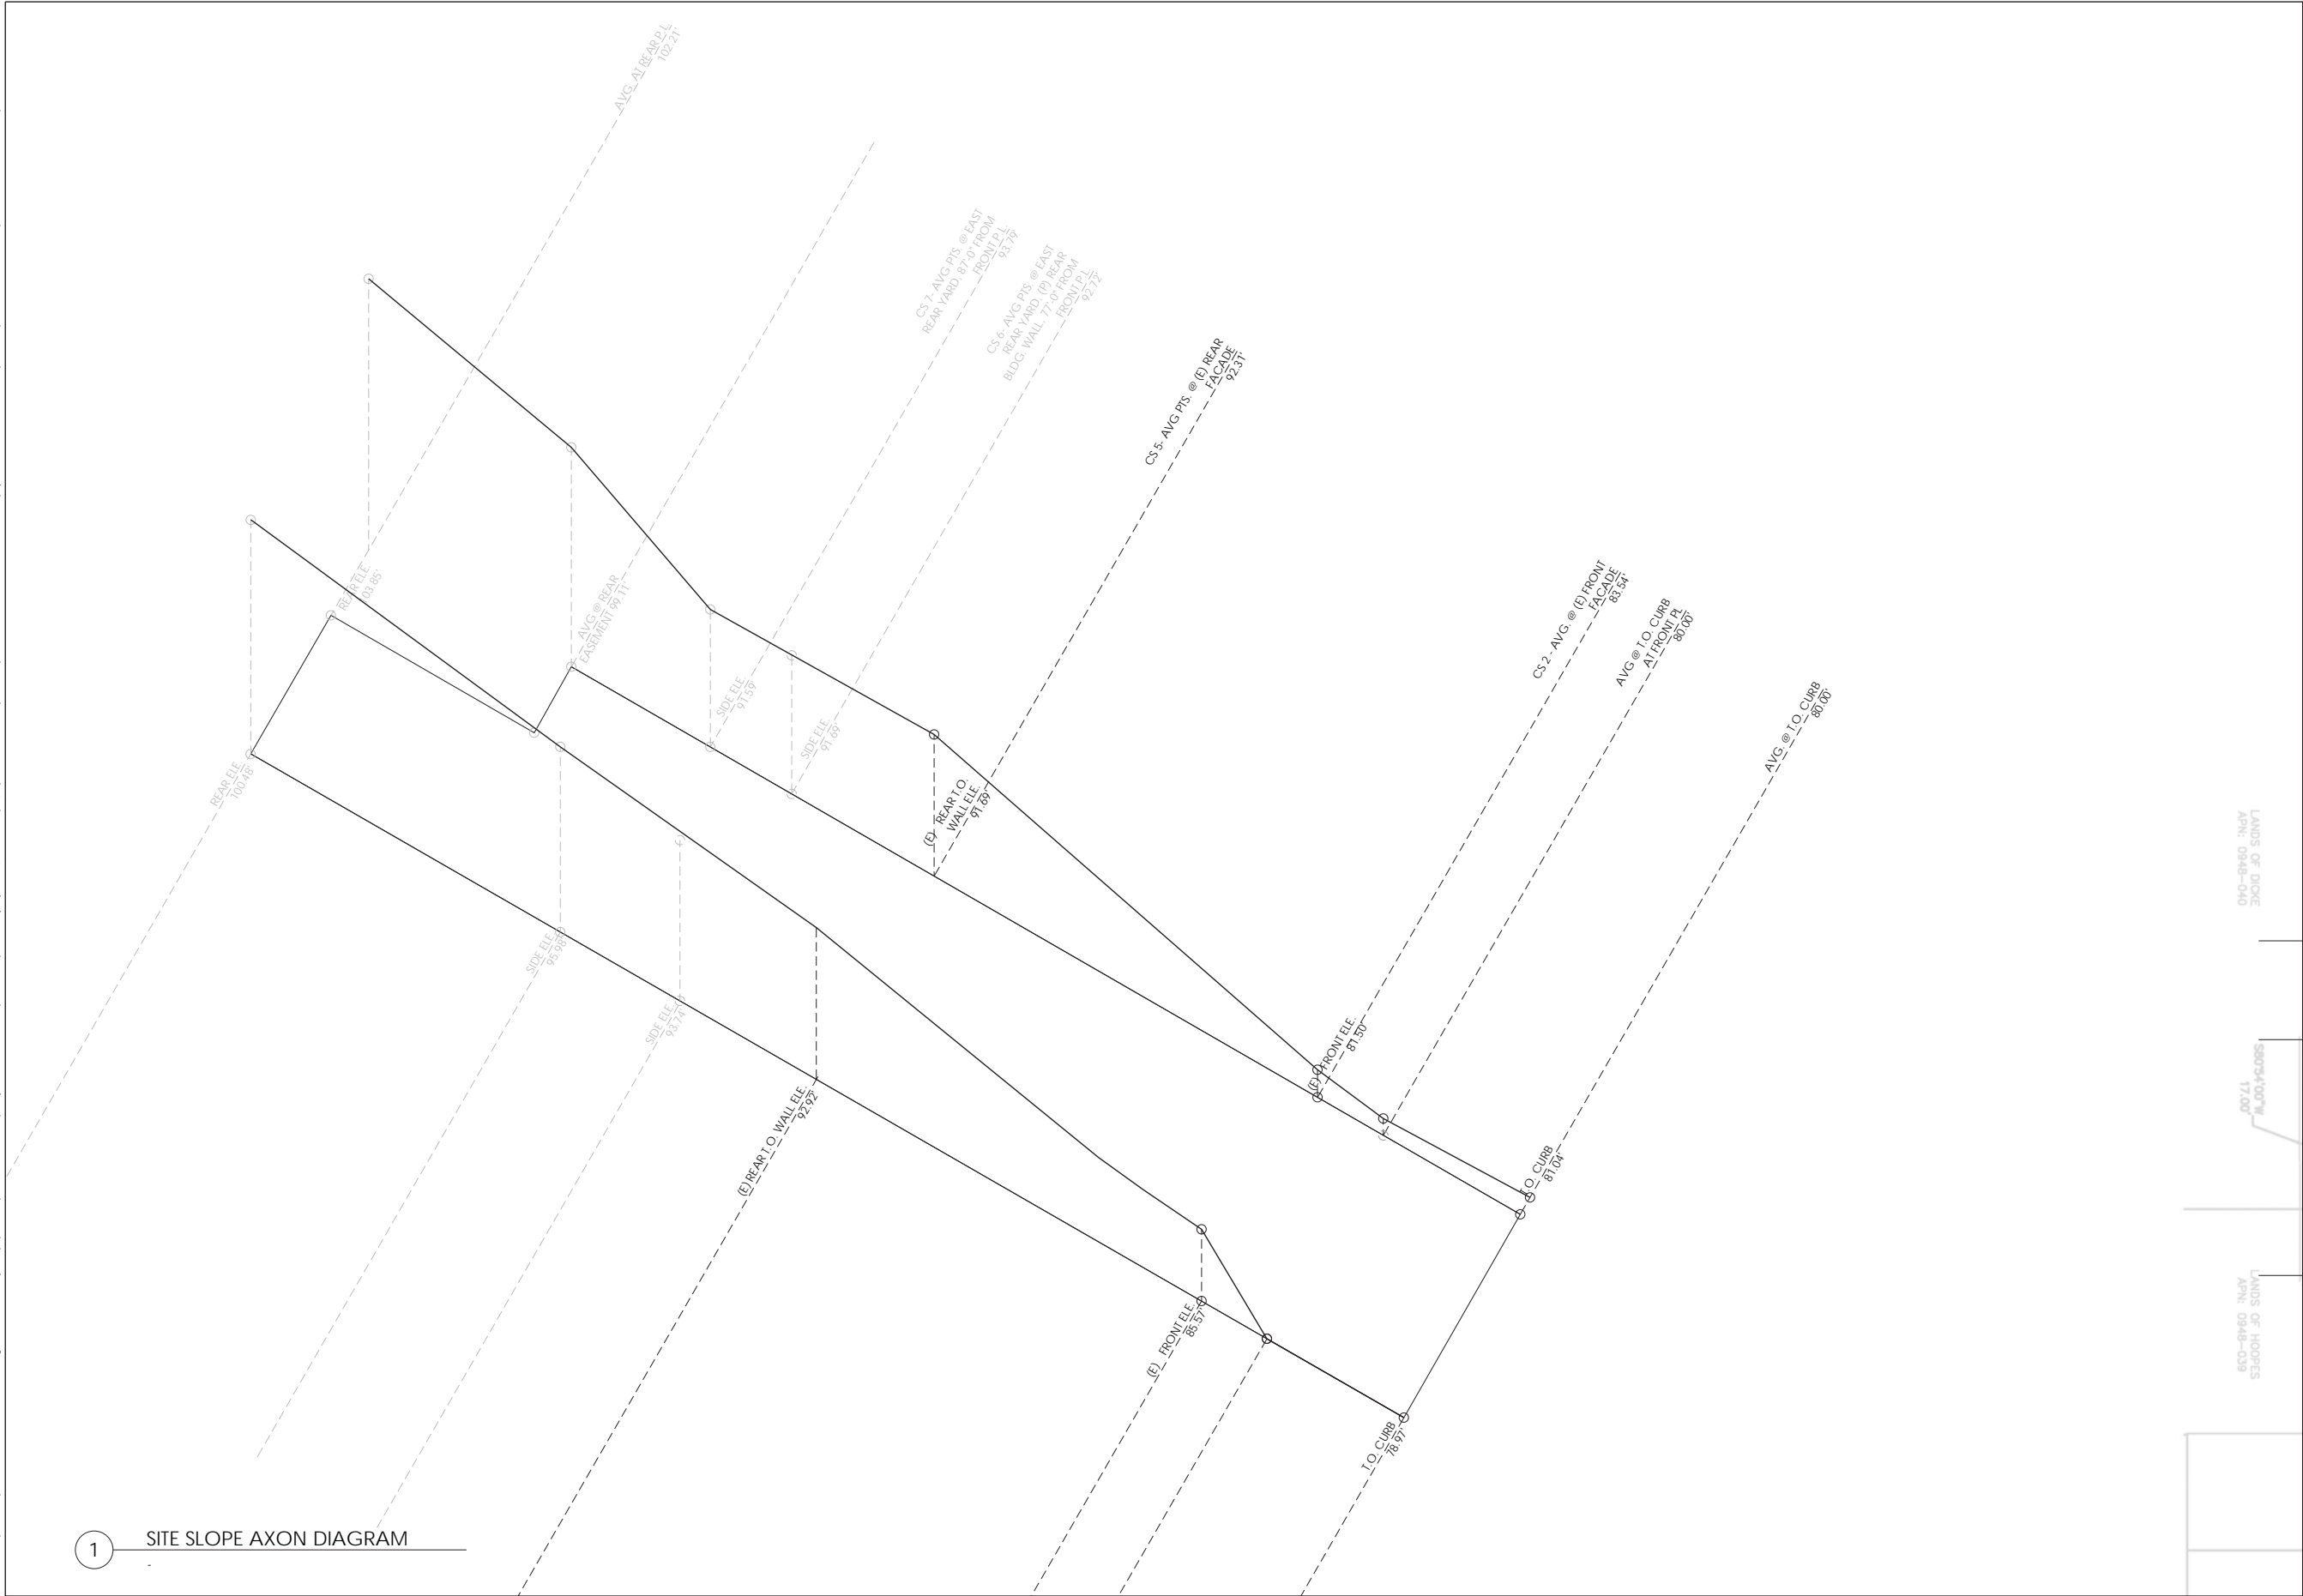 AVG. AT REAR P.L.
102.21'
CS 7- AVG PTS. @ EAST
REAR YARD. 87'-0" FROM
FRONT P.L.
93.79'
CS 6- AVG PTS. @ EAST
REAR YARD. (P) REAR
BLDG. WALL. 77'-0" FROM
FRONT P.L.
92.72'
CS 5- AVG PTS. @ (E) REAR
FACADE
92.31'
CS 2 - AVG. @ (E) FRONT
FACADE
83.54'
AVG @ T.O. CURB
AT FRONT PL
80.00'
AVG. @ T.O. CURB
80.00'
REAR ELE.
103.85'
AVG @ REAR
EASEMENT 99.11'
SIDE ELE.
91.59'
SIDE ELE.
91.69'
(E) REAR T.O.
WALL ELE.
91.69'
(E) FRONT ELE.
81.50'
T.O. CURB
81.04'
REAR ELE.
100.48'
SIDE ELE.
95.98'
SIDE ELE.
93.74'
(E) REAR T.O. WALL ELE.
92.92'
(E) FRONT ELE.
85.57'
T.O. CURB
78.97'
LANDS OF DICKE
APN: 0948-040
S80°54'00"W
17.00'
LANDS OF HOOPES
APN: 0948-039
1
SITE SLOPE AXON DIAGRAM
-